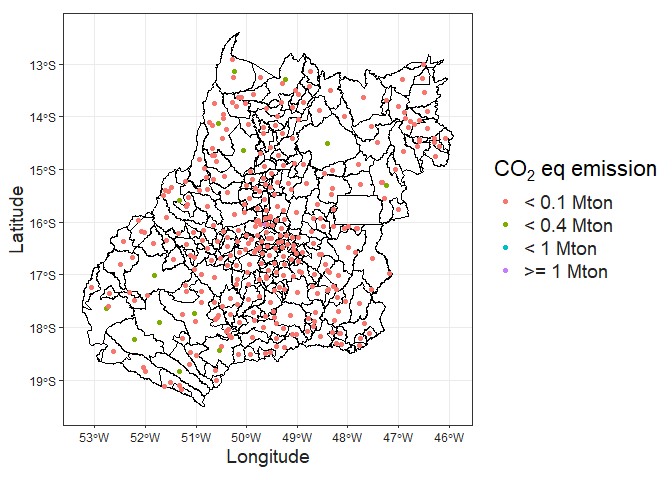 13°S
14°S
15°S
16°S
17°S
18°S
19°S
Latitude
53°W 52°W 51°W 50°W 49°W 48°W 47°W 46°W
Longitude
CO₂ eq emission
< 0.1 Mton
< 0.4 Mton
< 1 Mton
>= 1 Mton